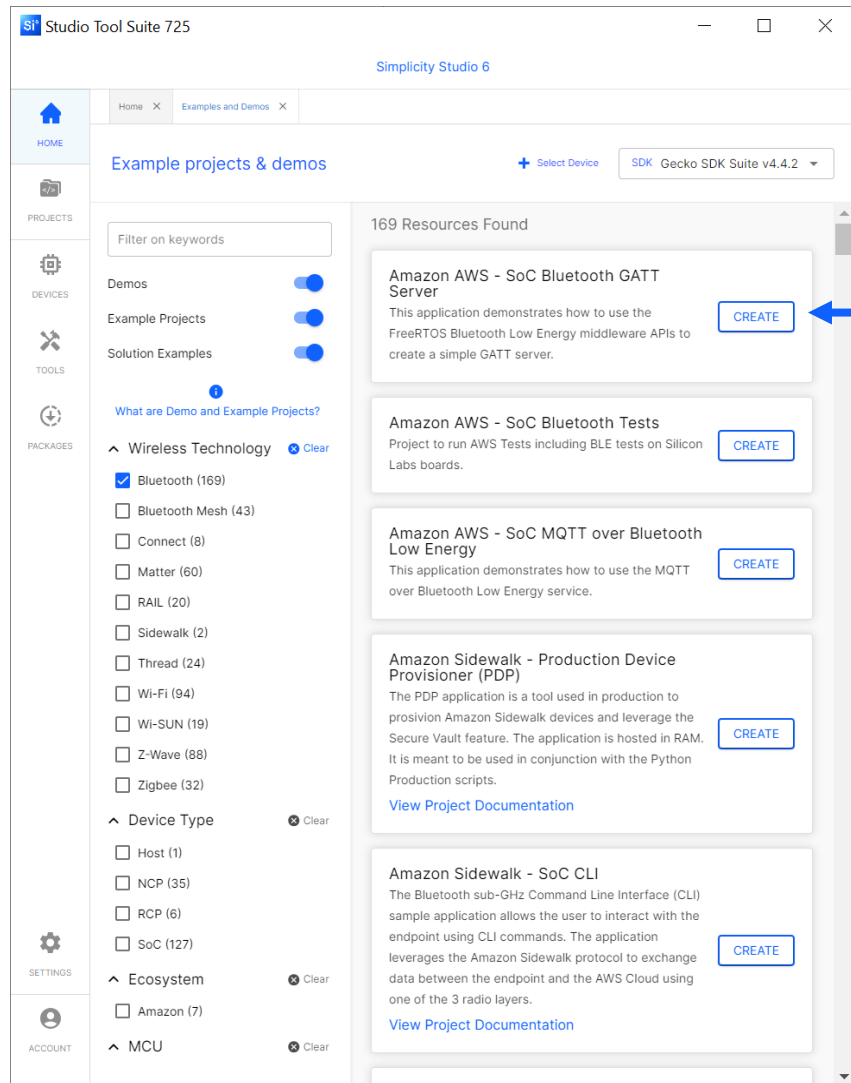 Si⁶ Studio Tool Suite 725
Simplicity Studio 6
HOME
PROJECTS
DEVICES
TOOLS
PACKAGES
SETTINGS
ACCOUNT
Home
Examples and Demos
Example projects & demos
Select Device
SDK Gecko SDK Suite v4.4.2
Filter on keywords
Demos
Example Projects
Solution Examples
What are Demo and Example Projects?
Wireless Technology Clear
Bluetooth (169)
Bluetooth Mesh (43)
Connect (8)
Matter (60)
RAIL (20)
Sidewalk (2)
Thread (24)
Wi-Fi (94)
Wi-SUN (19)
Z-Wave (88)
Zigbee (32)
Device Type Clear
Host (1)
NCP (35)
RCP (6)
SoC (127)
Ecosystem Clear
Amazon (7)
MCU Clear
169 Resources Found
Amazon AWS - SoC Bluetooth GATT
Server
This application demonstrates how to use the
FreeRTOS Bluetooth Low Energy middleware APIs to
create a simple GATT server.
CREATE
Amazon AWS - SoC Bluetooth Tests
Project to run AWS Tests including BLE tests on Silicon
Labs boards.
CREATE
Amazon AWS - SoC MQTT over Bluetooth
Low Energy
This application demonstrates how to use the MQTT
over Bluetooth Low Energy service.
CREATE
Amazon Sidewalk - Production Device
Provisioner (PDP)
The PDP application is a tool used in production to
prosivion Amazon Sidewalk devices and leverage the
Secure Vault feature. The application is hosted in RAM.
It is meant to be used in conjunction with the Python
Production scripts.
View Project Documentation
CREATE
Amazon Sidewalk - SoC CLI
The Bluetooth sub-GHz Command Line Interface (CLI)
sample application allows the user to interact with the
endpoint using CLI commands. The application
leverages the Amazon Sidewalk protocol to exchange
data between the endpoint and the AWS Cloud using
one of the 3 radio layers.
View Project Documentation
CREATE